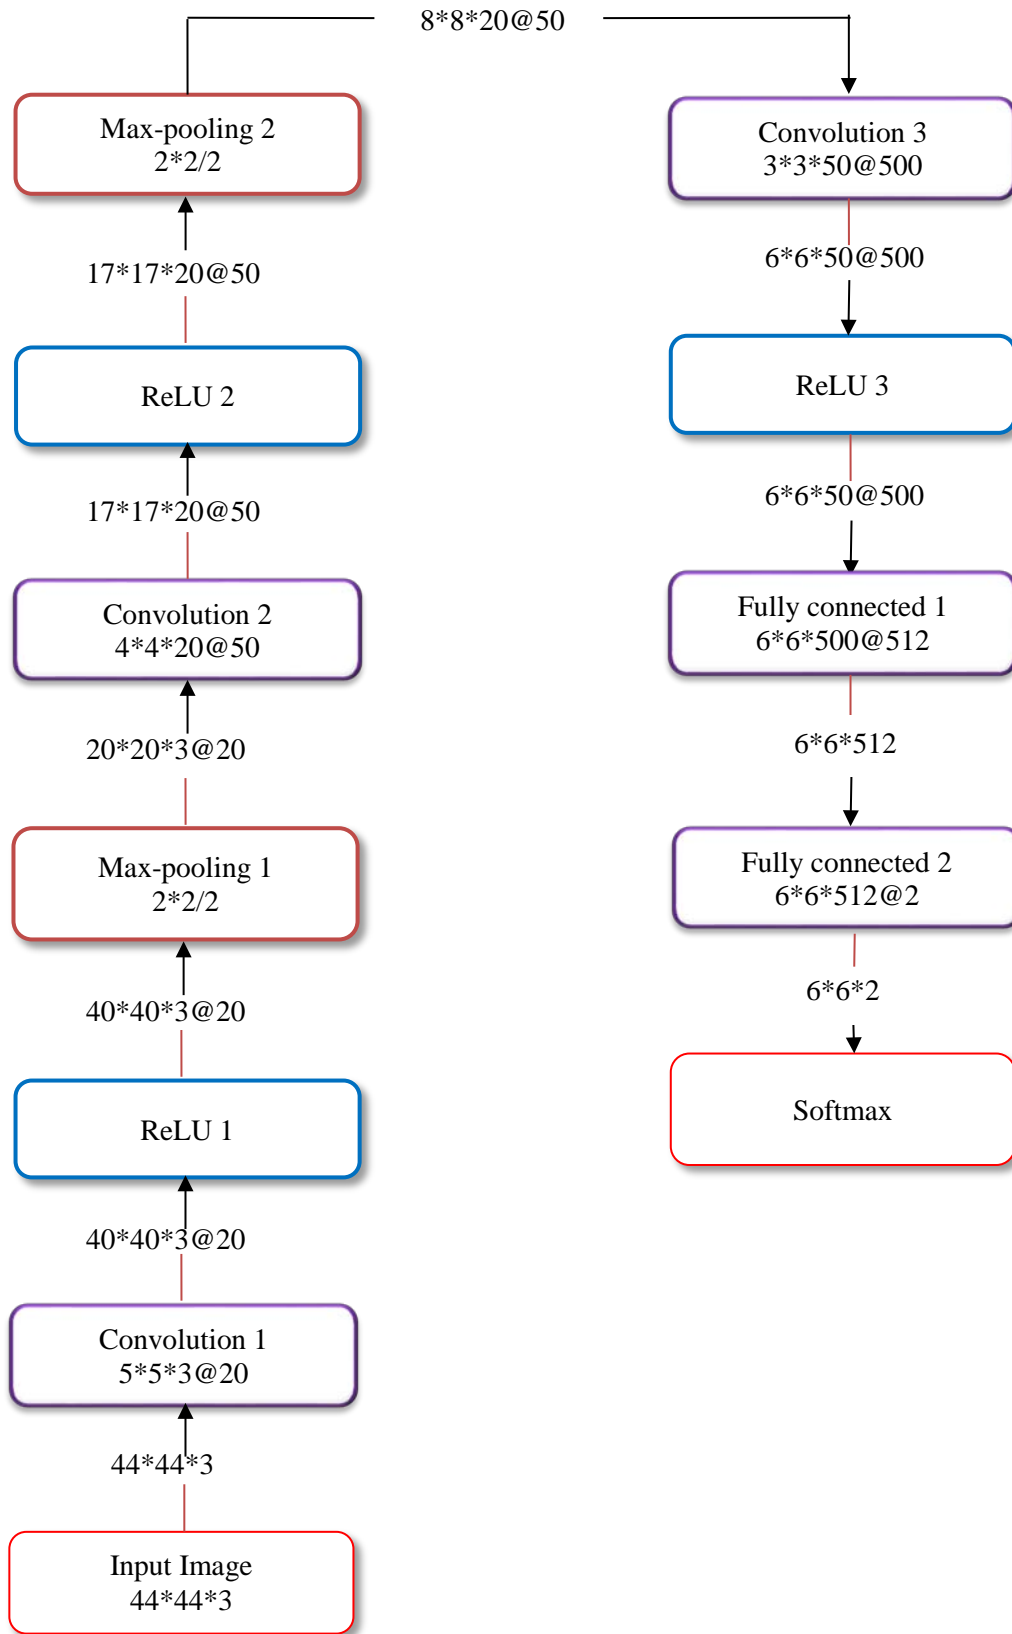 8*8*20@50
Max-pooling 2
2*2/2
17*17*20@50
ReLU 2
17*17*20@50
Convolution 2
4*4*20@50
20*20*3@20
Max-pooling 1
2*2/2
40*40*3@20
ReLU 1
40*40*3@20
Convolution 1
5*5*3@20
44*44*3
Input Image
44*44*3
Convolution 3
3*3*50@500
6*6*50@500
ReLU 3
6*6*50@500
Fully connected 1
6*6*500@512
6*6*512
Fully connected 2
6*6*512@2
6*6*2
Softmax